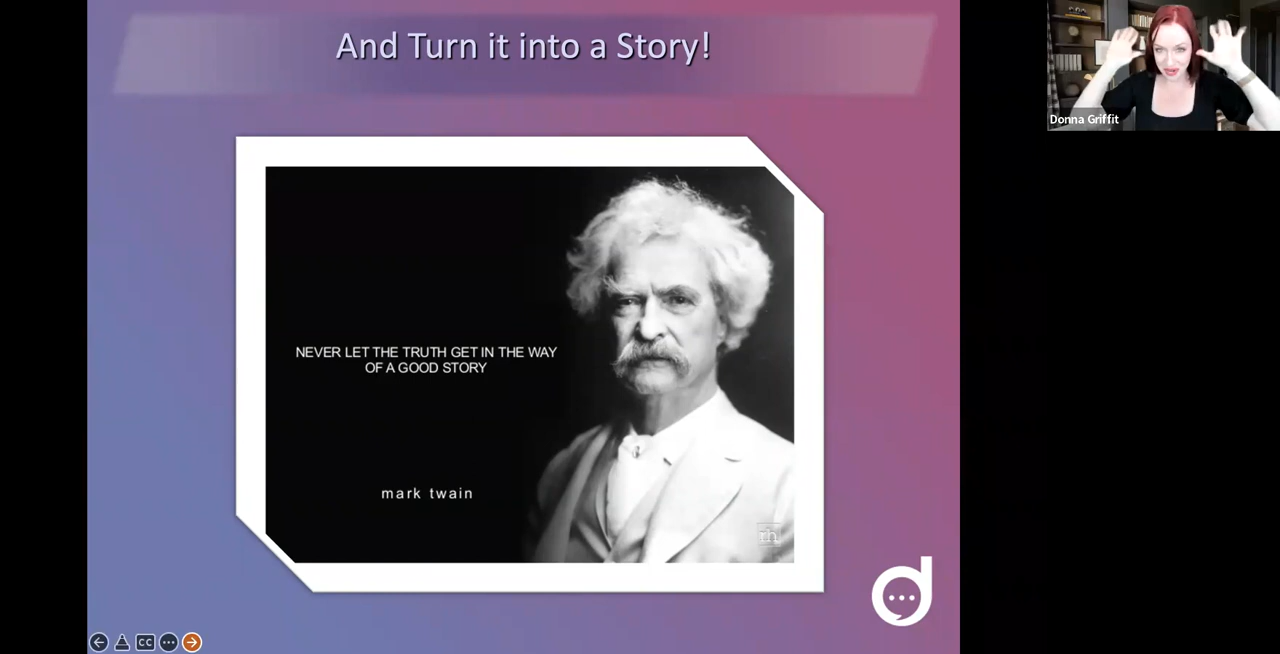 And Turn it into a Story!
Donna Griffit
NEVER LET THE TRUTH GET IN THE WAY
OF A GOOD STORY
mark twain
rh
d
CC